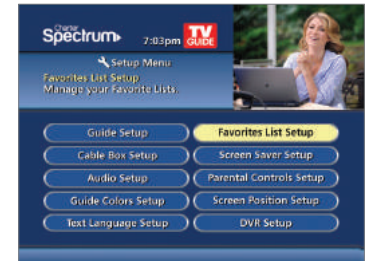 Charter
Spectrum
7:03pm
TV
GUIDE
Setup Menu
Favorites List Setup
Manage your Favorite Lists.
Guide Setup
Favorites List Setup
Cable Box Setup
Screen Saver Setup
Audio Setup
Parental Controls Setup
Guide Colors Setup
Screen Position Setup
Text Language Setup
DVR Setup